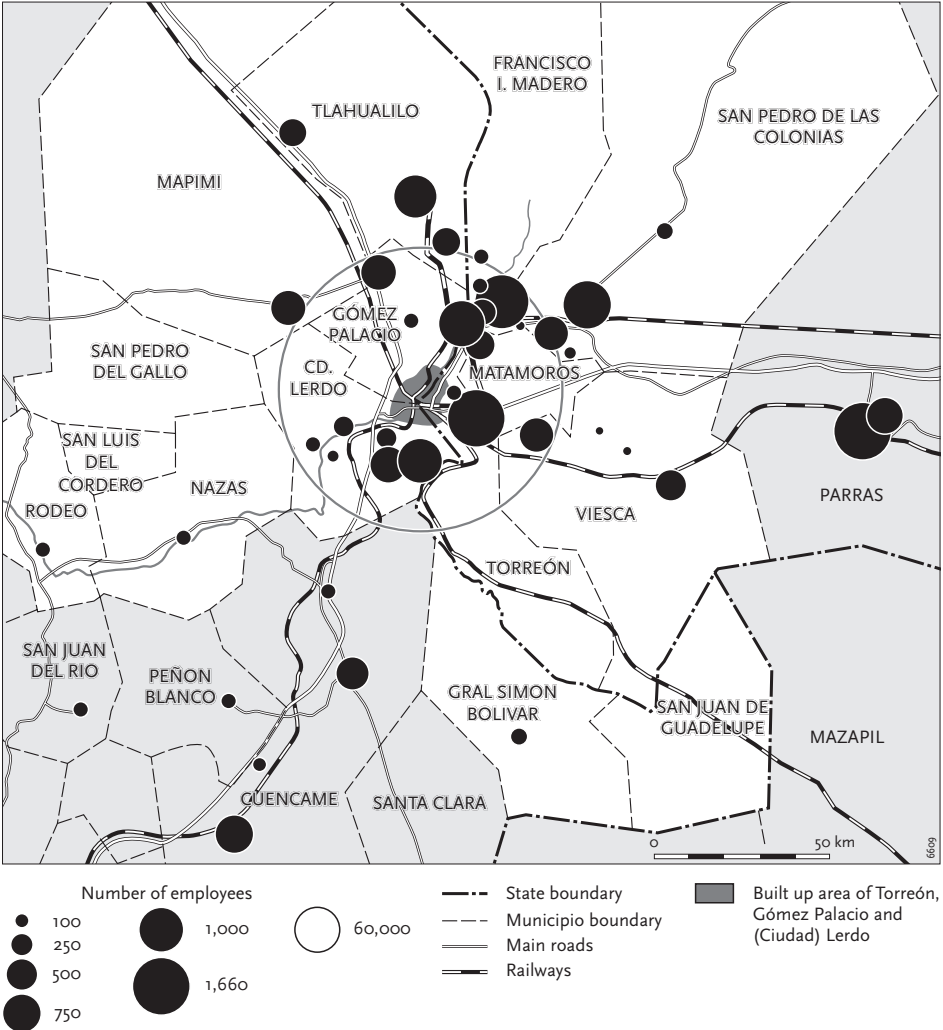 FRANCISCO
I. MADERO
TLAHUALILO
SAN PEDRO DE LAS
COLONIAS
MAPIMI
GÓMEZ
PALACIO
SAN PEDRO
DEL GALLO
CD.
LERDO
MATAMOROS
SAN LUIS
DEL
CORDERO
NAZAS
RODEO
PARRAS
VIESCA
TORREÓN
SAN JUAN
DEL RIO
PEÑON
BLANCO
GRAL SIMON
BOLIVAR
SAN JUAN DE
GUADELUPE
MAZAPIL
CUENCAME
SANTA CLARA
0 50 km
6609
Number of employees
100
250
500
750
1,000
1,660
60,000
State boundary
Municipio boundary
Main roads
Railways
Built up area of Torreón,
Gómez Palacio and
(Ciudad) Lerdo